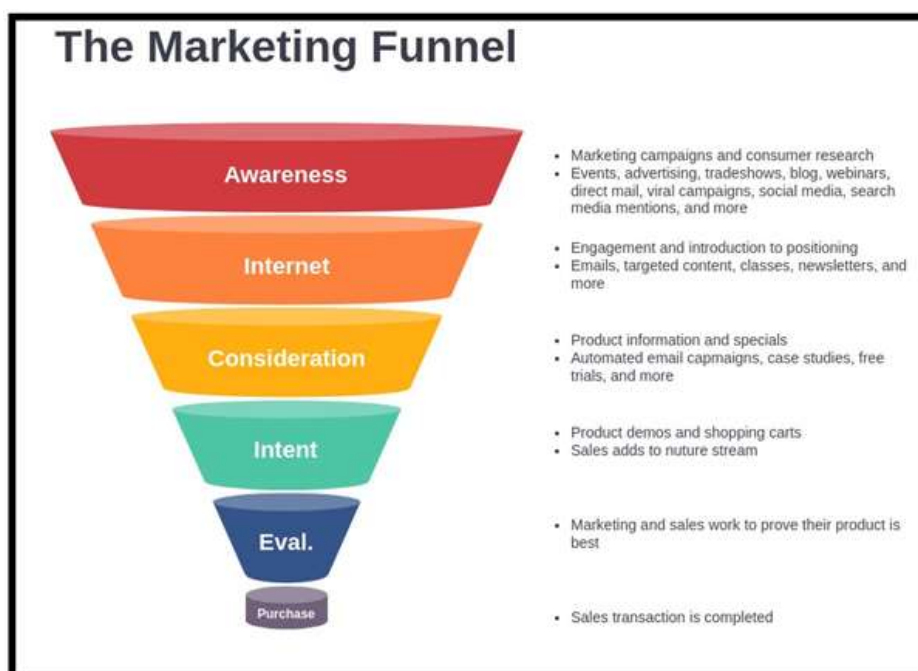 The Marketing Funnel
Awareness
• Marketing campaigns and consumer research
• Events, advertising, tradeshows, blog, webinars,
direct mail, viral campaigns, social media, search
media mentions, and more
Internet
• Engagement and introduction to positioning
• Emails, targeted content, classes, newsletters, and
more
Consideration
• Product information and specials
• Automated email capmaigns, case studies, free
trials, and more
Intent
• Product demos and shopping carts
• Sales adds to nuture stream
Eval.
• Marketing and sales work to prove their product is
best
Purchase
• Sales transaction is completed